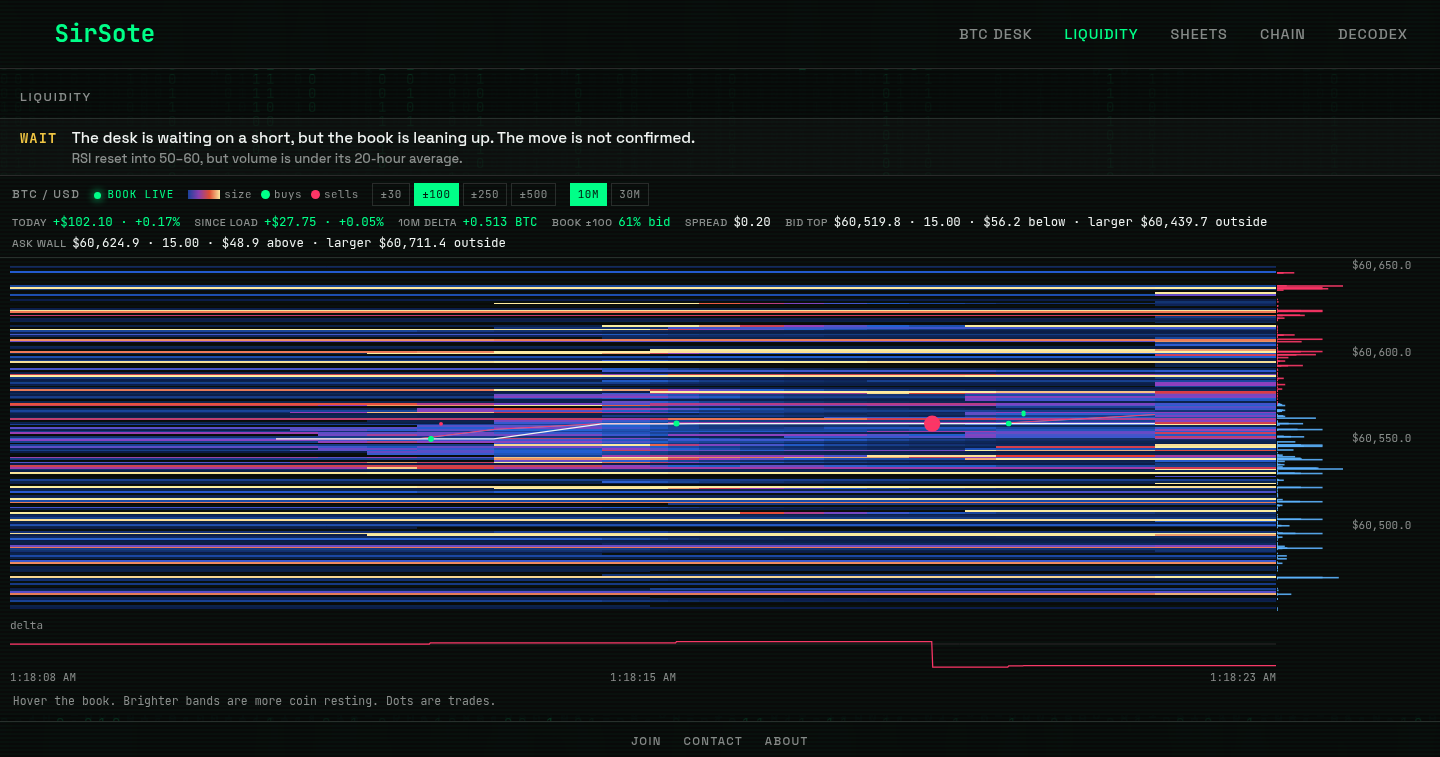 SirSote
BTC DESK LIQUIDITY SHEETS CHAIN DECODEX
LIQUIDITY
WAIT The desk is waiting on a short, but the book is leaning up. The move is not confirmed.
RSI reset into 50–60, but volume is under its 20-hour average.
BTC / USD BOOK LIVE size buys sells ±30 ±100 ±250 ±500 10M 30M
TODAY +$102.10 · +0.17% SINCE LOAD +$27.75 · +0.05% 10M DELTA +0.513 BTC BOOK ±100 61% bid SPREAD $0.20 BID TOP $60,519.8 · 15.00 · $56.2 below · larger $60,439.7 outside
ASK WALL $60,624.9 · 15.00 · $48.9 above · larger $60,711.4 outside
$60,650.0
$60,600.0
$60,550.0
$60,500.0
delta
1:18:08 AM 1:18:15 AM 1:18:23 AM
Hover the book. Brighter bands are more coin resting. Dots are trades.
JOIN CONTACT ABOUT